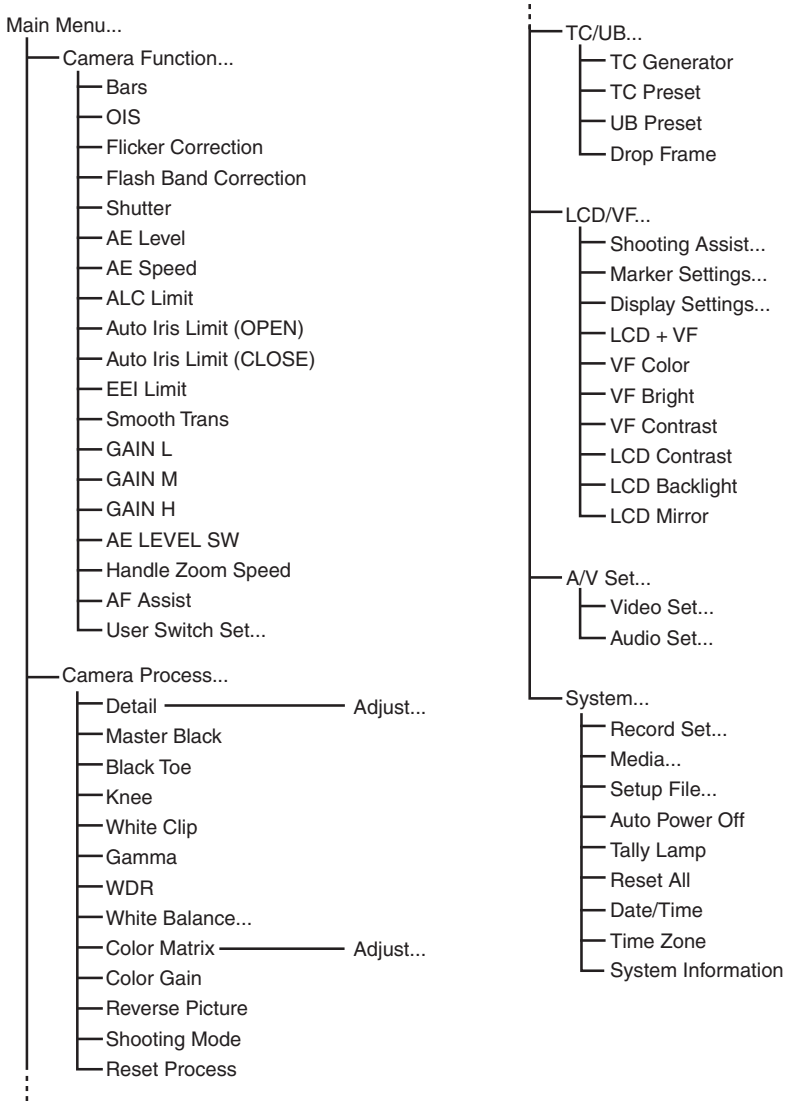 Main Menu...
Camera Function...
Bars
OIS
Flicker Correction
Flash Band Correction
Shutter
AE Level
AE Speed
ALC Limit
Auto Iris Limit (OPEN)
Auto Iris Limit (CLOSE)
EEI Limit
Smooth Trans
GAIN L
GAIN M
GAIN H
AE LEVEL SW
Handle Zoom Speed
AF Assist
User Switch Set...
Camera Process...
Detail Adjust...
Master Black
Black Toe
Knee
White Clip
Gamma
WDR
White Balance...
Color Matrix Adjust...
Color Gain
Reverse Picture
Shooting Mode
Reset Process
TC/UB...
TC Generator
TC Preset
UB Preset
Drop Frame
LCD/VF...
Shooting Assist...
Marker Settings...
Display Settings...
LCD + VF
VF Color
VF Bright
VF Contrast
LCD Contrast
LCD Backlight
LCD Mirror
A/V Set...
Video Set...
Audio Set...
System...
Record Set...
Media...
Setup File...
Auto Power Off
Tally Lamp
Reset All
Date/Time
Time Zone
System Information